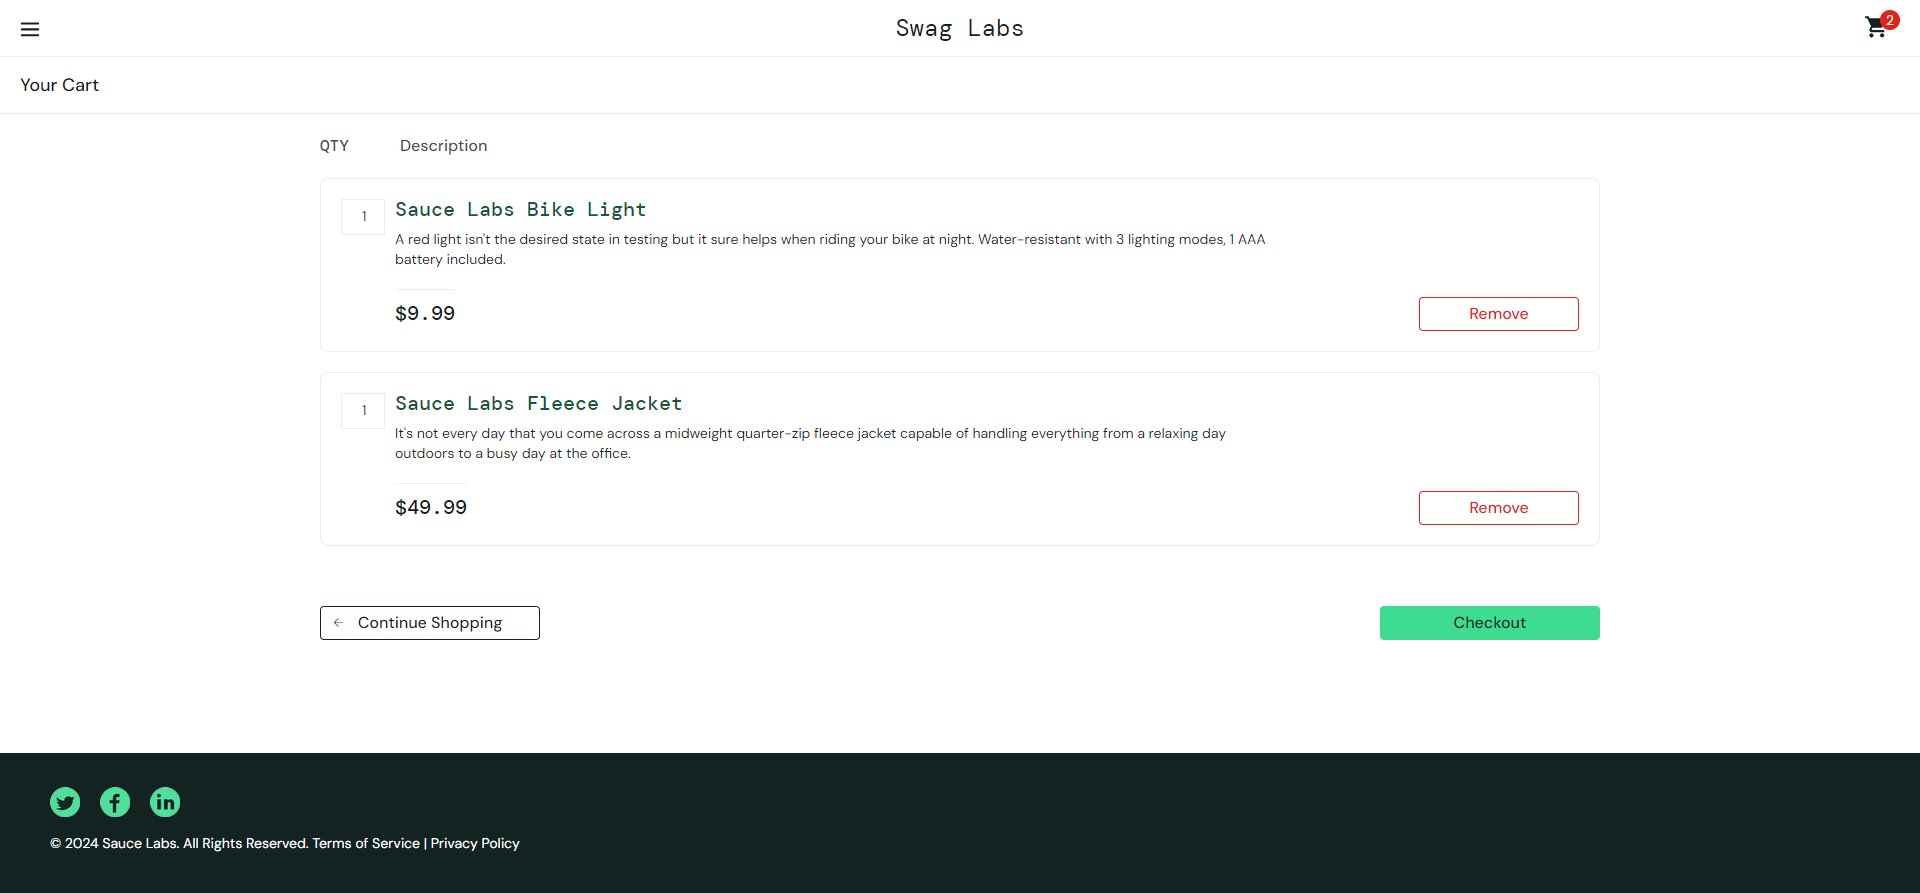 Swag Labs
2
Your Cart
QTY Description
1 Sauce Labs Bike Light
A red light isn't the desired state in testing but it sure helps when riding your bike at night. Water-resistant with 3 lighting modes, 1 AAA
battery included.
$9.99 Remove
1 Sauce Labs Fleece Jacket
It's not every day that you come across a midweight quarter-zip fleece jacket capable of handling everything from a relaxing day
outdoors to a busy day at the office.
$49.99 Remove
Continue Shopping Checkout
© 2024 Sauce Labs. All Rights Reserved. Terms of Service | Privacy Policy